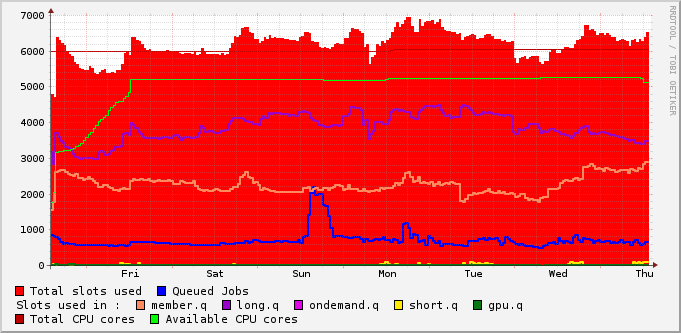 7000
6000
5000
4000
3000
2000
1000
0
Fri Sat Sun Mon Tue Wed Thu
RRDTOOL / TOBI OETIKER
Total slots used Queued Jobs
Slots used in : member.q long.q ondemand.q short.q gpu.q
Total CPU cores Available CPU cores